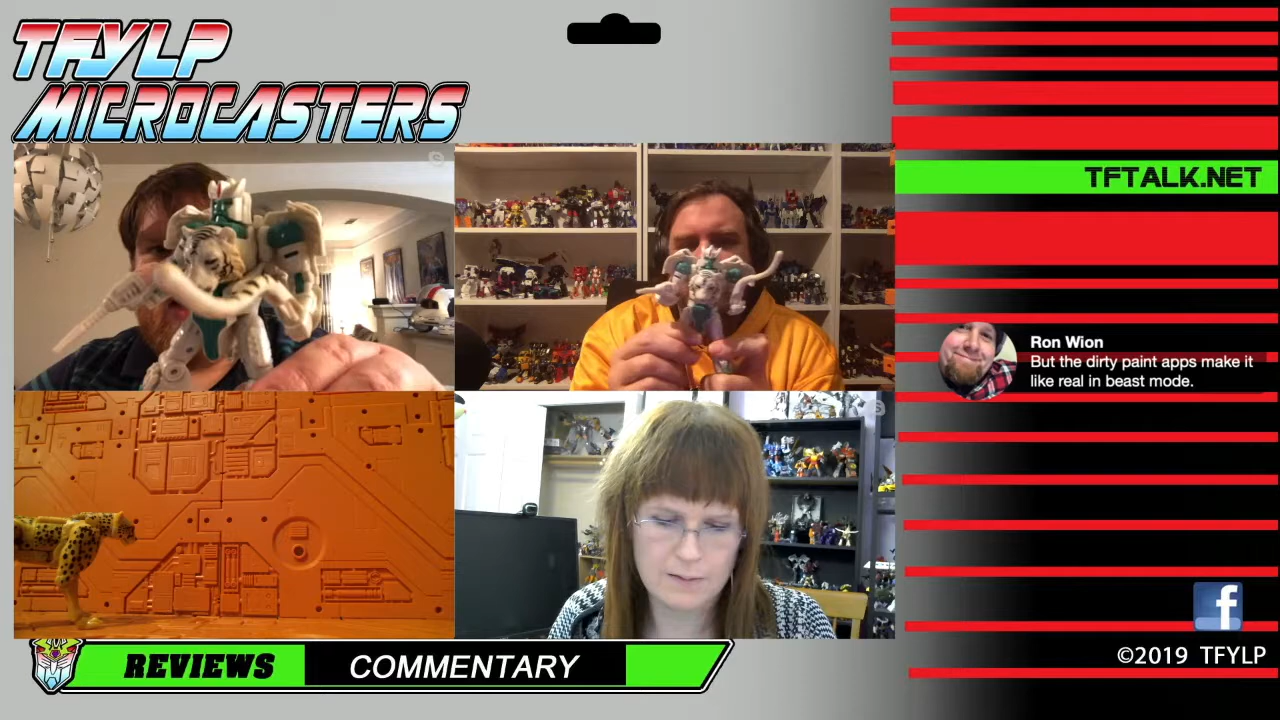 TFYLP
MICROCASTERS
TFTALK.NET
Ron Wion
But the dirty paint apps make it
like real in beast mode.
f
©2019 TFYLP
REVIEWS
COMMENTARY